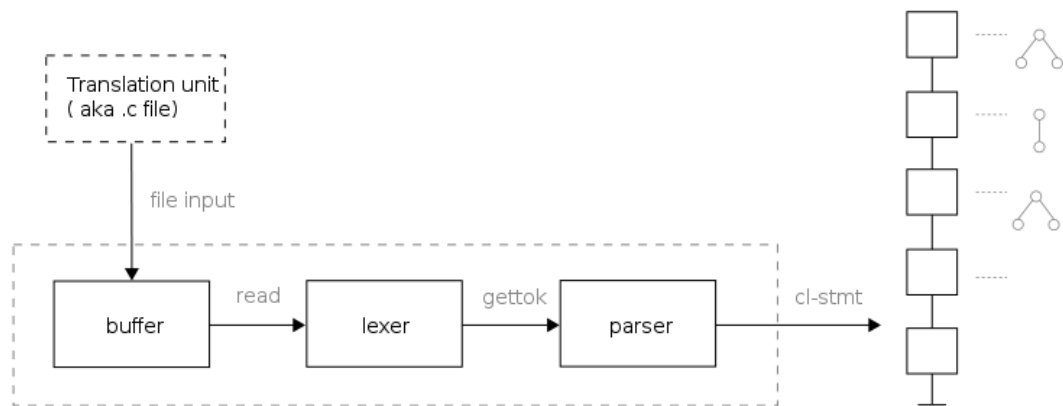 Translation unit
( aka .c file)
file input
read
gettok
cl-stmt
buffer
lexer
parser